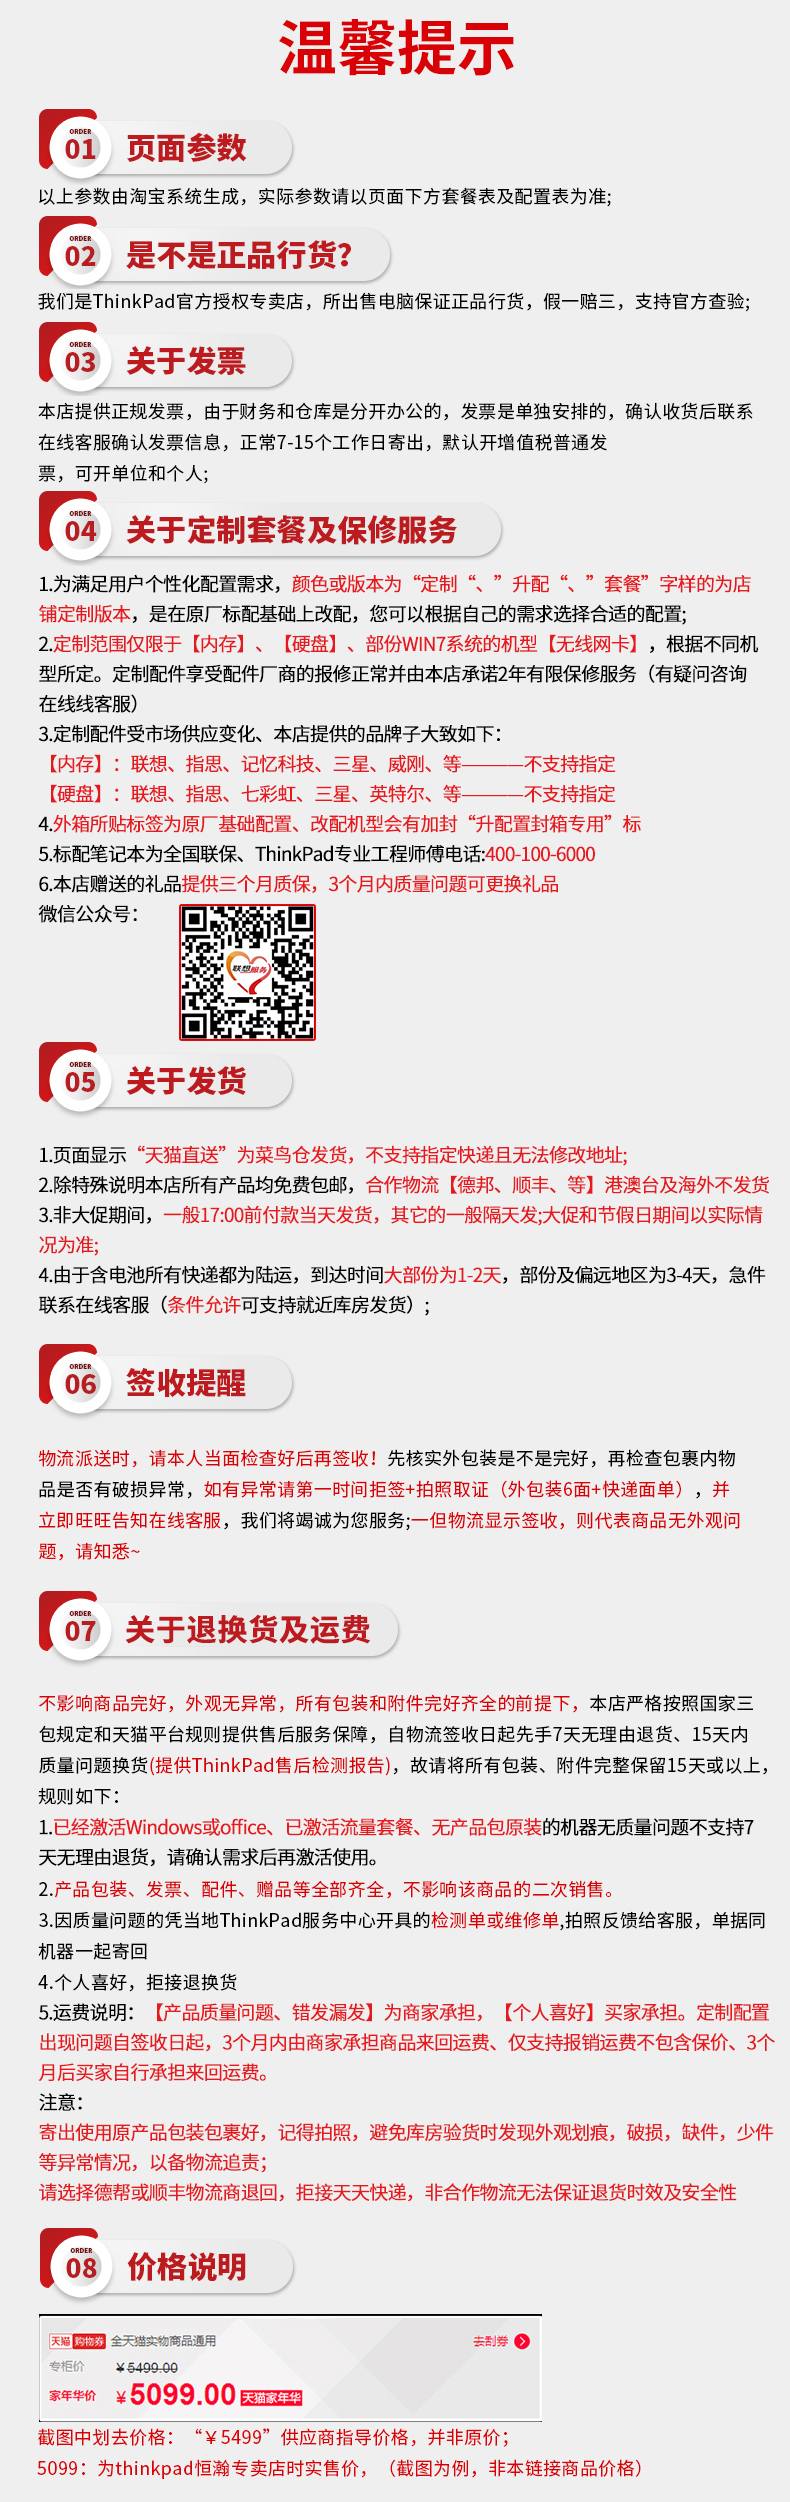 温馨提示
ORDER
01
页面参数
以上参数由淘宝系统生成，实际参数请以页面下方套餐表及配置表为准;
ORDER
02
是不是正品行货?
我们是ThinkPad官方授权专卖店，所出售电脑保证正品行货，假一赔三，支持官方查验;
ORDER
03
关于发票
本店提供正规发票，由于财务和仓库是分开办公的，发票是单独安排的，确认收货后联系
在线客服确认发票信息，正常7-15个工作日寄出，默认开增值税普通发
票，可开单位和个人;
ORDER
04
关于定制套餐及保修服务
1.为满足用户个性化配置需求，颜色或版本为“定制“、”升配“、”套餐”字样的为店
铺定制版本，是在原厂标配基础上改配，您可以根据自己的需求选择合适的配置;
2.定制范围仅限于【内存】、【硬盘】、部份WIN7系统的机型【无线网卡】，根据不同机
型所定。定制配件享受配件厂商的报修正常并由本店承诺2年有限保修服务（有疑问咨询
在线线客服）
3.定制配件受市场供应变化、本店提供的品牌子大致如下：
【内存】：联想、指思、记忆科技、三星、威刚、等———不支持指定
【硬盘】：联想、指思、七彩虹、三星、英特尔、等———不支持指定
4.外箱所贴标签为原厂基础配置、改配机型会有加封“升配置封箱专用”标
5.标配笔记本为全国联保、ThinkPad专业工程师傅电话:400-100-6000
6.本店赠送的礼品提供三个月质保，3个月内质量问题可更换礼品
微信公众号：
联想服务
ORDER
05
关于发货
1.页面显示“天猫直送”为菜鸟仓发货，不支持指定快递且无法修改地址;
2.除特殊说明本店所有产品均免费包邮，合作物流【德邦、顺丰、等】港澳台及海外不发货
3.非大促期间，一般17:00前付款当天发货，其它的一般隔天发;大促和节假日期间以实际情
况为准;
4.由于含电池所有快递都为陆运，到达时间大部份为1-2天，部份及偏远地区为3-4天，急件
联系在线客服（条件允许可支持就近库房发货）;
ORDER
06
签收提醒
物流派送时，请本人当面检查好后再签收！先核实外包装是不是完好，再检查包裹内物
品是否有破损异常，如有异常请第一时间拒签+拍照取证（外包装6面+快递面单），并
立即旺旺告知在线客服，我们将竭诚为您服务;一但物流显示签收，则代表商品无外观问
题，请知悉~
ORDER
07
关于退换货及运费
不影响商品完好，外观无异常，所有包装和附件完好齐全的前提下，本店严格按照国家三
包规定和天猫平台规则提供售后服务保障，自物流签收日起先手7天无理由退货、15天内
质量问题换货(提供ThinkPad售后检测报告)，故请将所有包装、附件完整保留15天或以上，
规则如下：
1.已经激活Windows或office、已激活流量套餐、无产品包原装的机器无质量问题不支持7
天无理由退货，请确认需求后再激活使用。
2.产品包装、发票、配件、赠品等全部齐全，不影响该商品的二次销售。
3.因质量问题的凭当地ThinkPad服务中心开具的检测单或维修单,拍照反馈给客服，单据同
机器一起寄回
4.个人喜好，拒接退换货
5.运费说明：【产品质量问题、错发漏发】为商家承担，【个人喜好】买家承担。定制配置
出现问题自签收日起，3个月内由商家承担商品来回运费、仅支持报销运费不包含保价、3个
月后买家自行承担来回运费。
注意：
寄出使用原产品包装包裹好，记得拍照，避免库房验货时发现外观划痕，破损，缺件，少件
等异常情况，以备物流追责；
请选择德帮或顺丰物流商退回，拒接天天快递，非合作物流无法保证退货时效及安全性
ORDER
08
价格说明
天猫 购物券 全天猫实物商品通用 去刮券
专柜价 ￥5499.00
家年华价 ￥5099.00 天猫家年华
截图中划去价格：“￥5499”供应商指导价格，并非原价；
5099：为thinkpad恒瀚专卖店时实售价，（截图为例，非本链接商品价格）